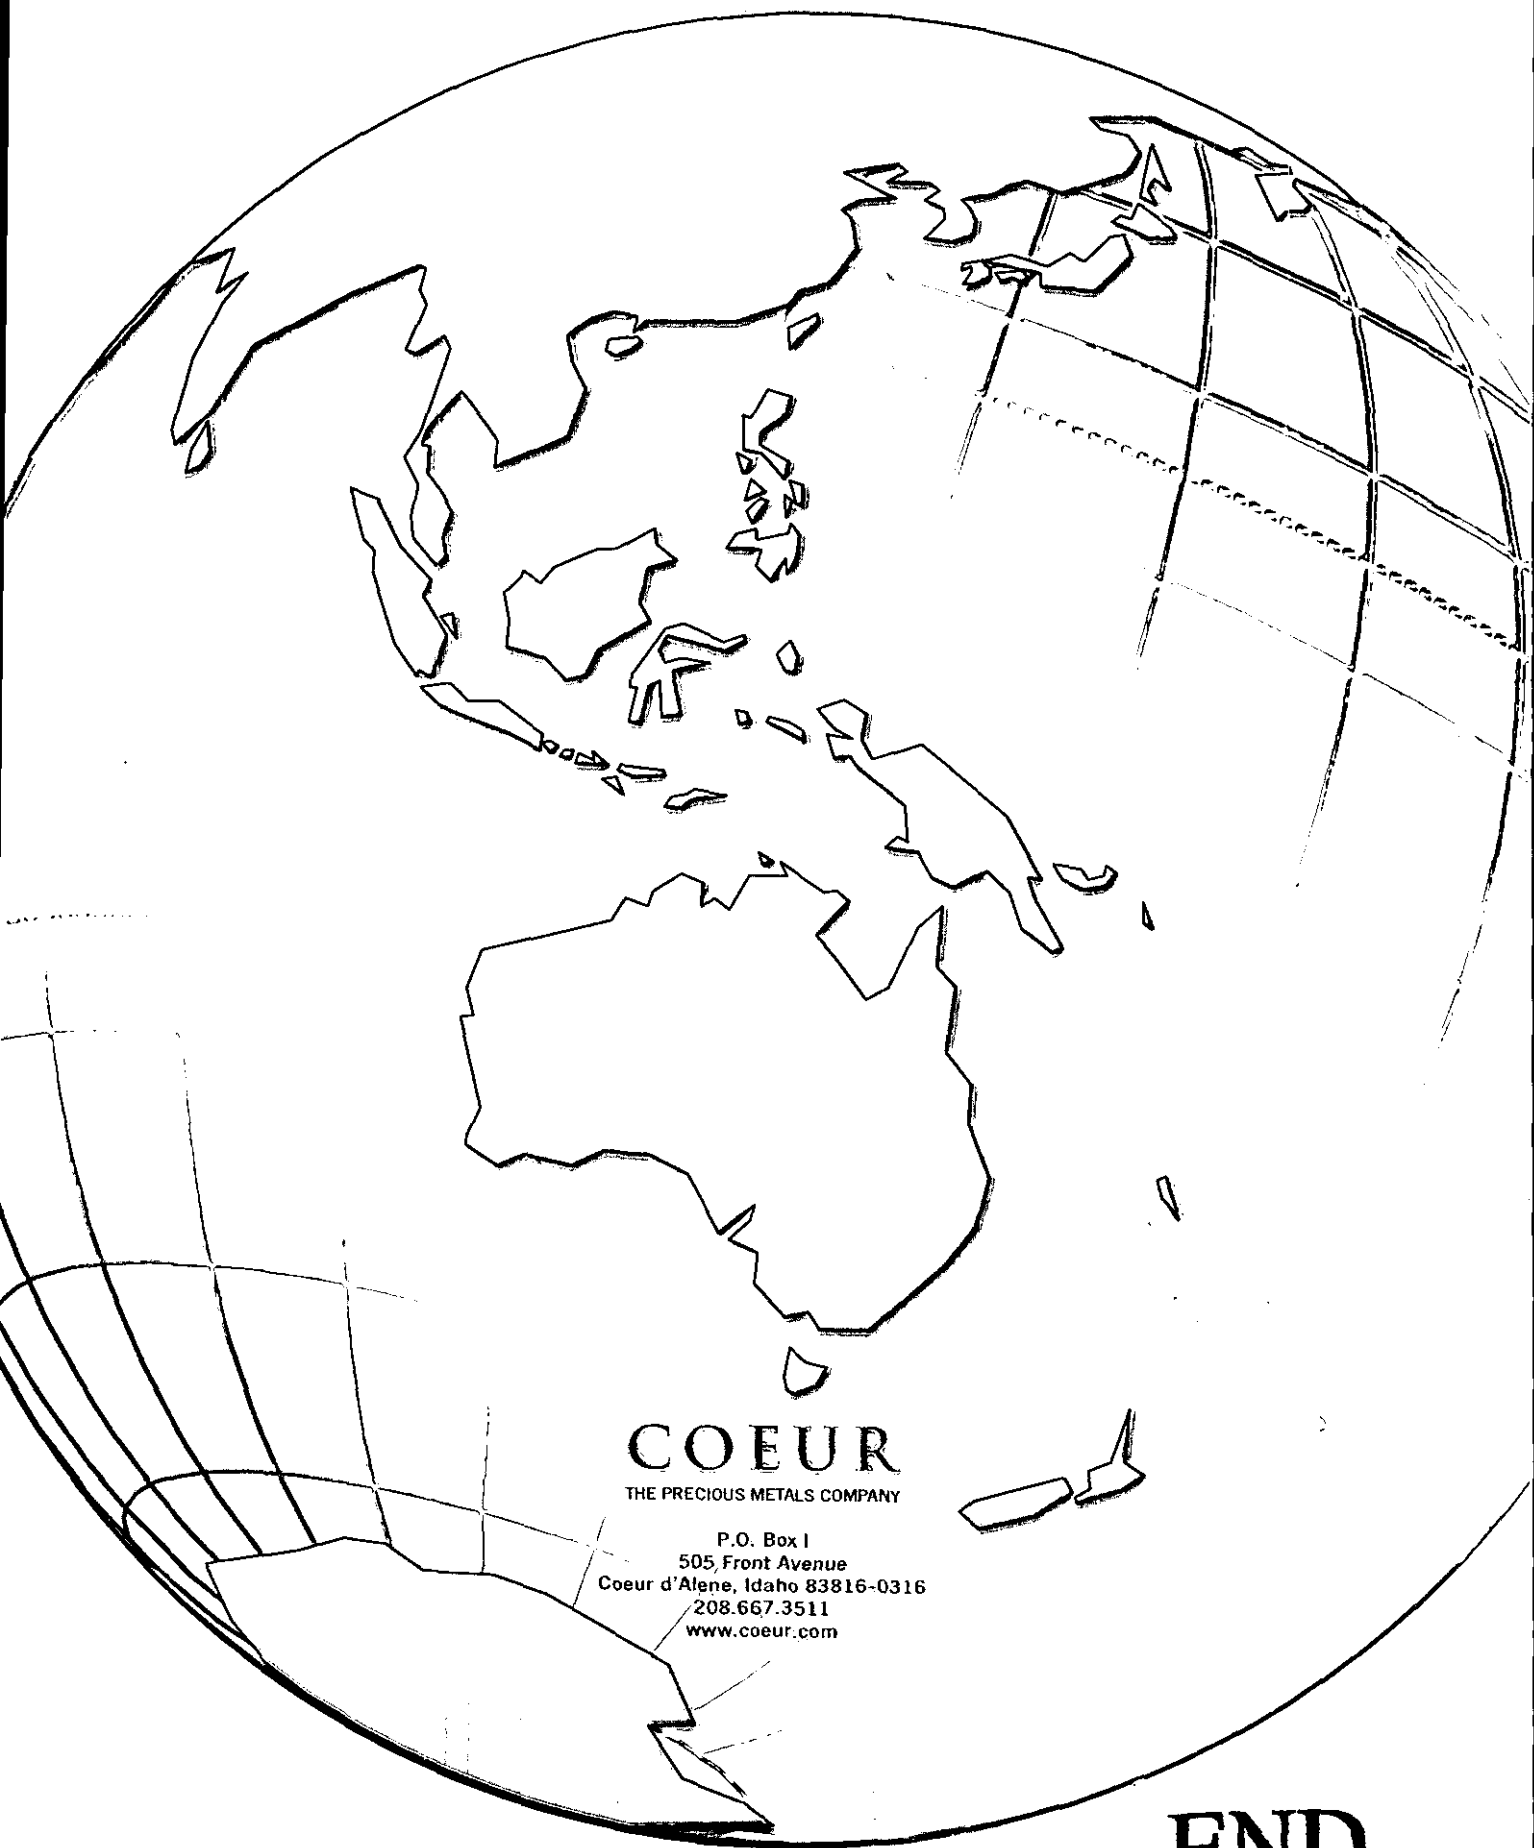 COEUR
THE PRECIOUS METALS COMPANY
P.O. Box I
505 Front Avenue
Coeur d'Alene, Idaho 83816-0316
208.667.3511
www.coeur.com
END